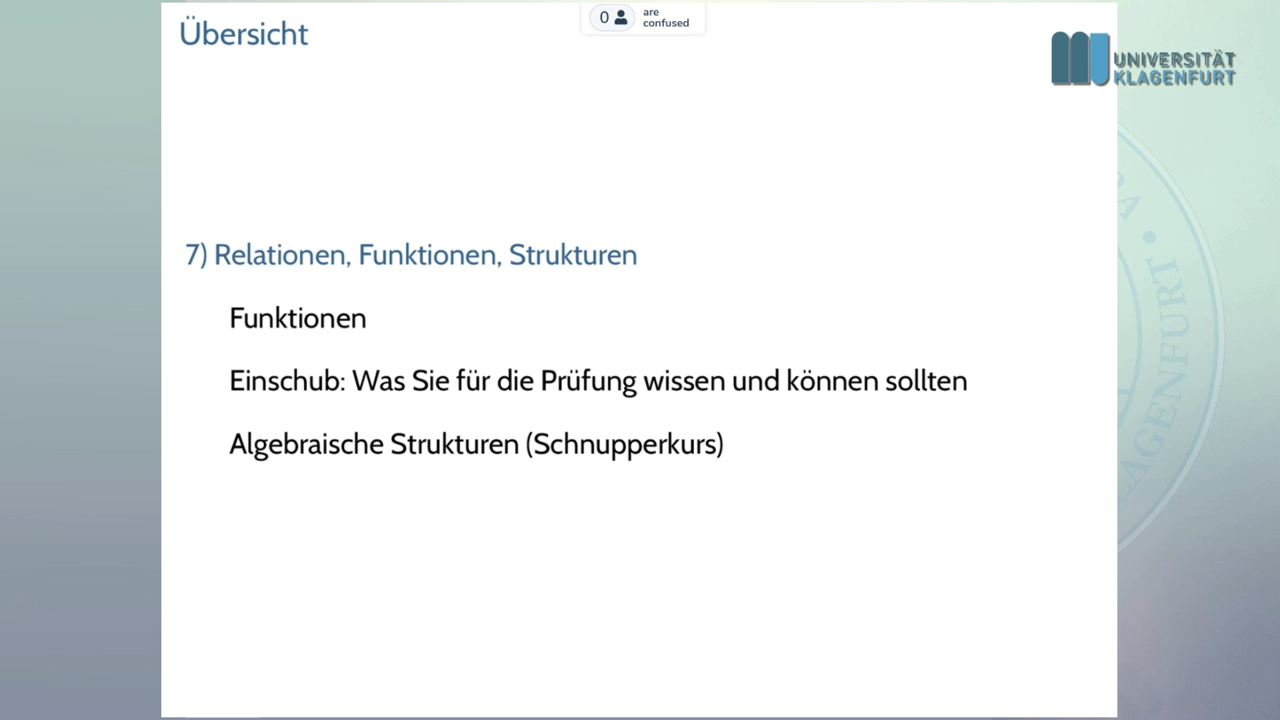 Übersicht
0 are
confused
UNIVERSITÄT
KLAGENFURT
7) Relationen, Funktionen, Strukturen
Funktionen
Einschub: Was Sie für die Prüfung wissen und können sollten
Algebraische Strukturen (Schnupperkurs)
KLAGENFURT